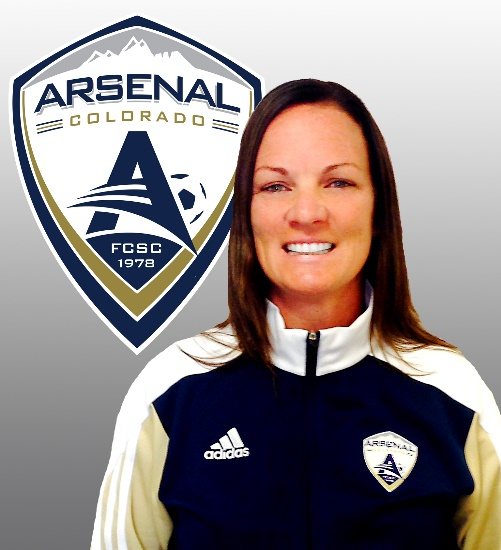 ARSENAL
COLORADO
A
FCSC
1978
adidas
ARSENAL
A